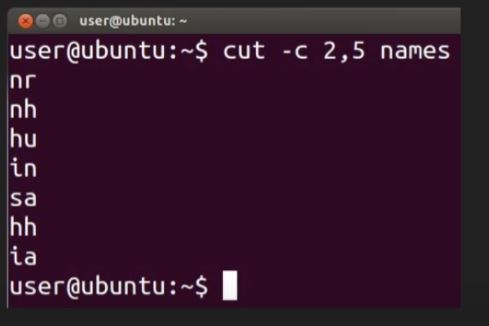 user@ubuntu: ~
user@ubuntu:~$ cut -c 2,5 names
nr
nh
hu
in
sa
hh
ia
user@ubuntu:~$